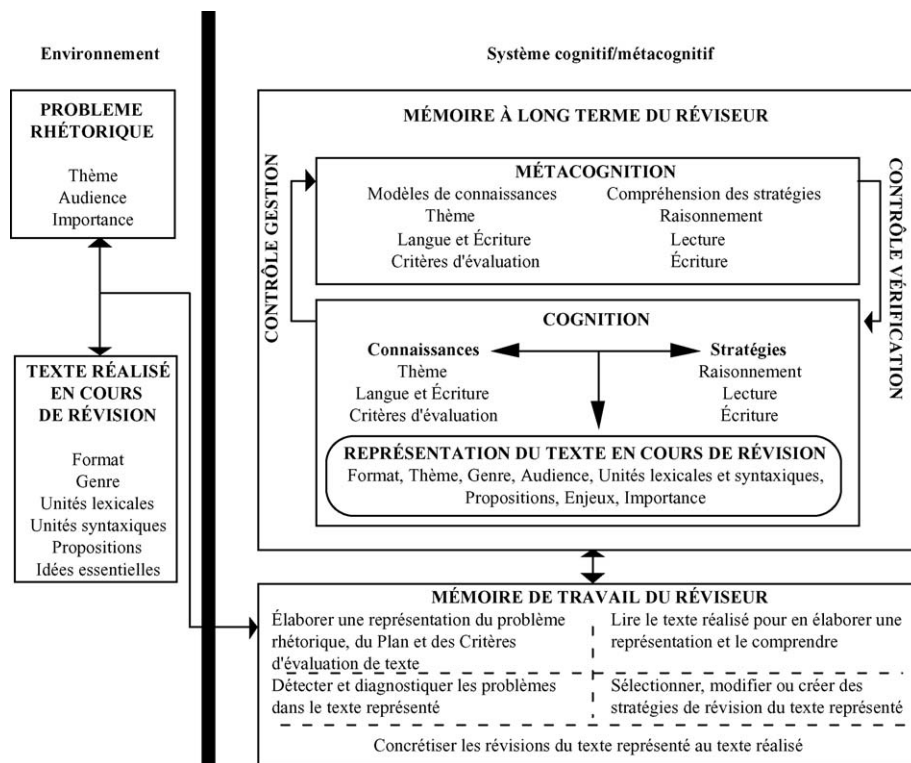 Environnement
Système cognitif/métacognitif
PROBLEME
RHÉTORIQUE
Thème
Audience
Importance
TEXTE RÉALISÉ
EN COURS
DE RÉVISION
Format
Genre
Unités lexicales
Unités syntaxiques
Propositions
Idées essentielles
MÉMOIRE À LONG TERME DU RÉVISEUR
CONTRÔLE GESTION
MÉTACOGNITION
Modèles de connaissances
Thème
Langue et Écriture
Critères d'évaluation
Compréhension des stratégies
Raisonnement
Lecture
Écriture
CONTRÔLE VÉRIFICATION
COGNITION
Connaissances
Thème
Langue et Écriture
Critères d'évaluation
Stratégies
Raisonnement
Lecture
Écriture
REPRÉSENTATION DU TEXTE EN COURS DE RÉVISION
Format, Thème, Genre, Audience, Unités lexicales et syntaxiques,
Propositions, Enjeux, Importance
MÉMOIRE DE TRAVAIL DU RÉVISEUR
Élaborer une représentation du problème
rhétorique, du Plan et des Critères
d'évaluation de texte
Lire le texte réalisé pour en élaborer une
représentation et le comprendre
Détecter et diagnostiquer les problèmes
dans le texte représenté
Sélectionner, modifier ou créer des
stratégies de révision du texte représenté
Concrétiser les révisions du texte représenté au texte réalisé